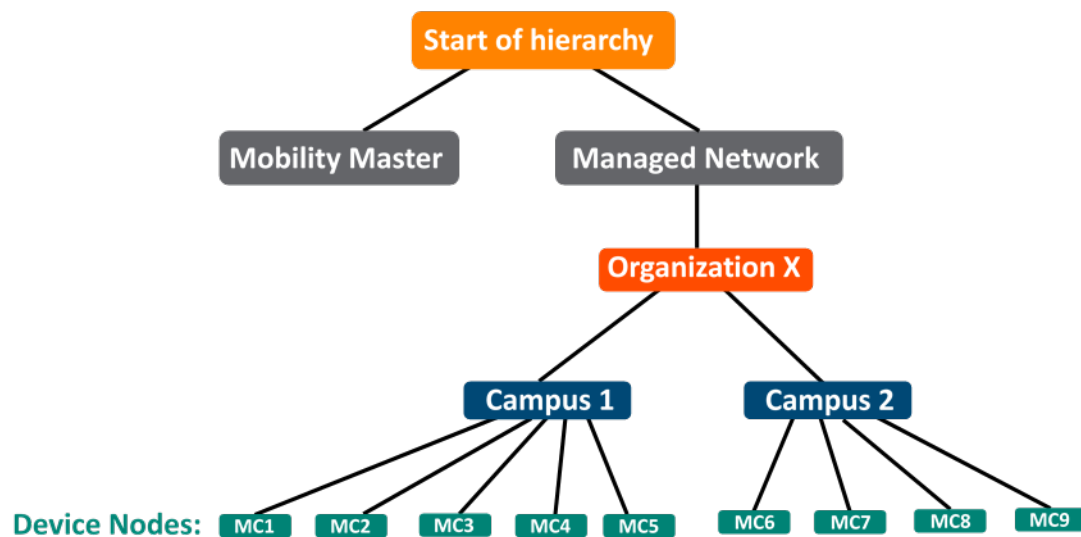 Start of hierarchy
Mobility Master
Managed Network
Organization X
Campus 1
Campus 2
Device Nodes:
MC1
MC2
MC3
MC4
MC5
MC6
MC7
MC8
MC9